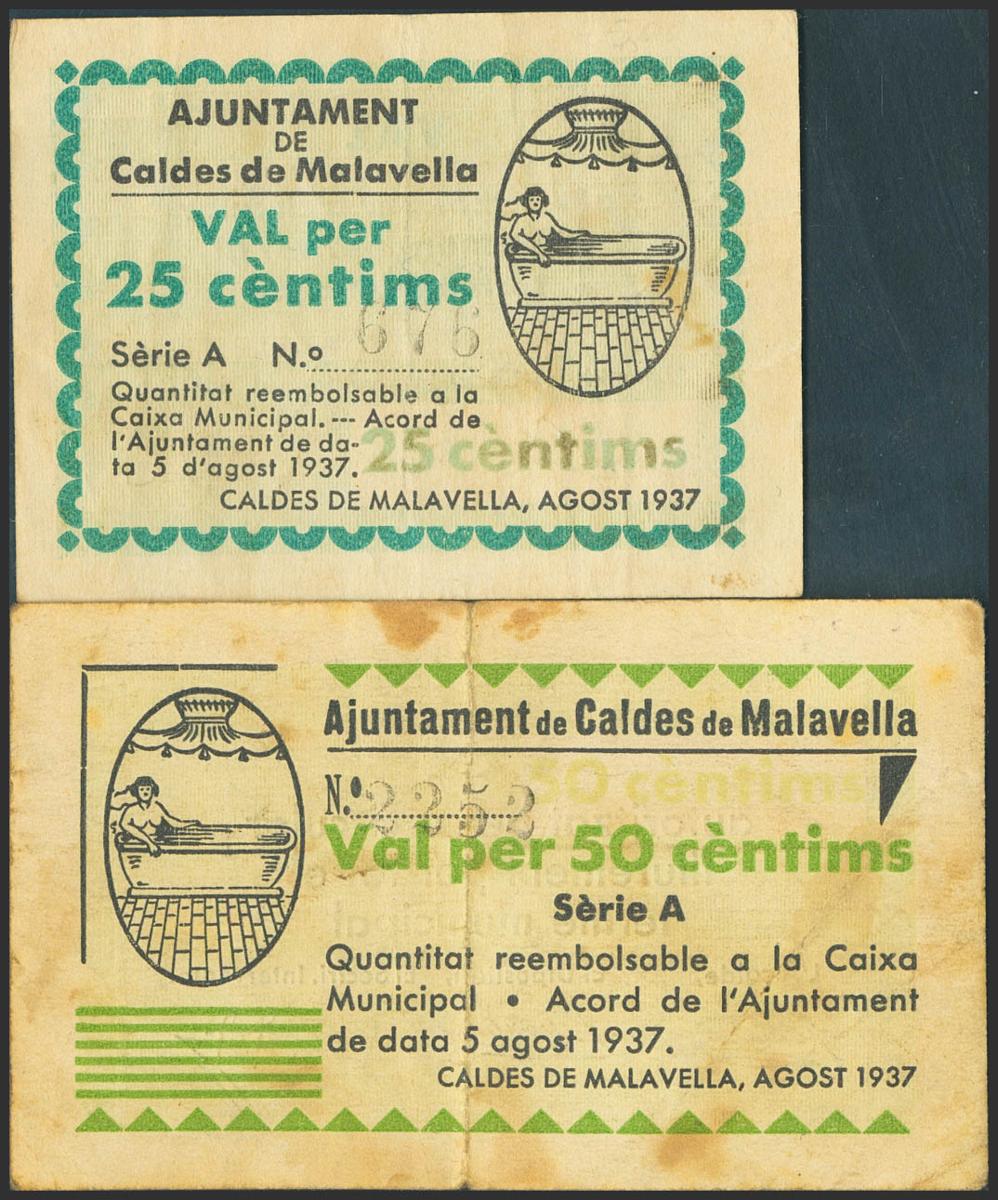 AJUNTAMENT
DE
Caldes de Malavella
VAL per
25 cèntims
Sèrie A N.o 676
Quantitat reembolsable a la
Caixa Municipal. --- Acord de
l'Ajuntament de da-
ta 5 d'agost 1937.
25 cèntims
CALDES DE MALAVELLA, AGOST 1937
Ajuntament de Caldes de Malavella
50 cèntims
N.º 2252
Val per 50 cèntims
Sèrie A
Quantitat reembolsable a la Caixa
Municipal • Acord de l'Ajuntament
de data 5 agost 1937.
CALDES DE MALAVELLA, AGOST 1937